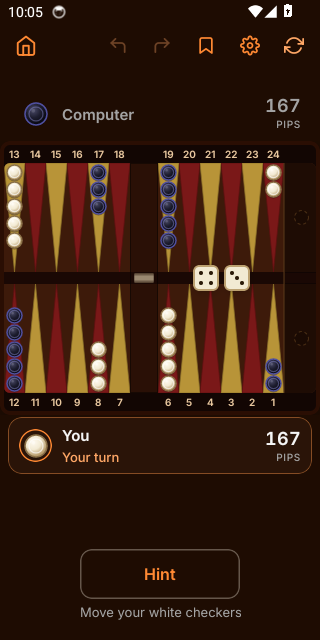 10:05
Computer
167
PIPS
13 14 15 16 17 18 19 20 21 22 23 24
12 11 10 9 8 7 6 5 4 3 2 1
You
Your turn
167
PIPS
Hint
Move your white checkers